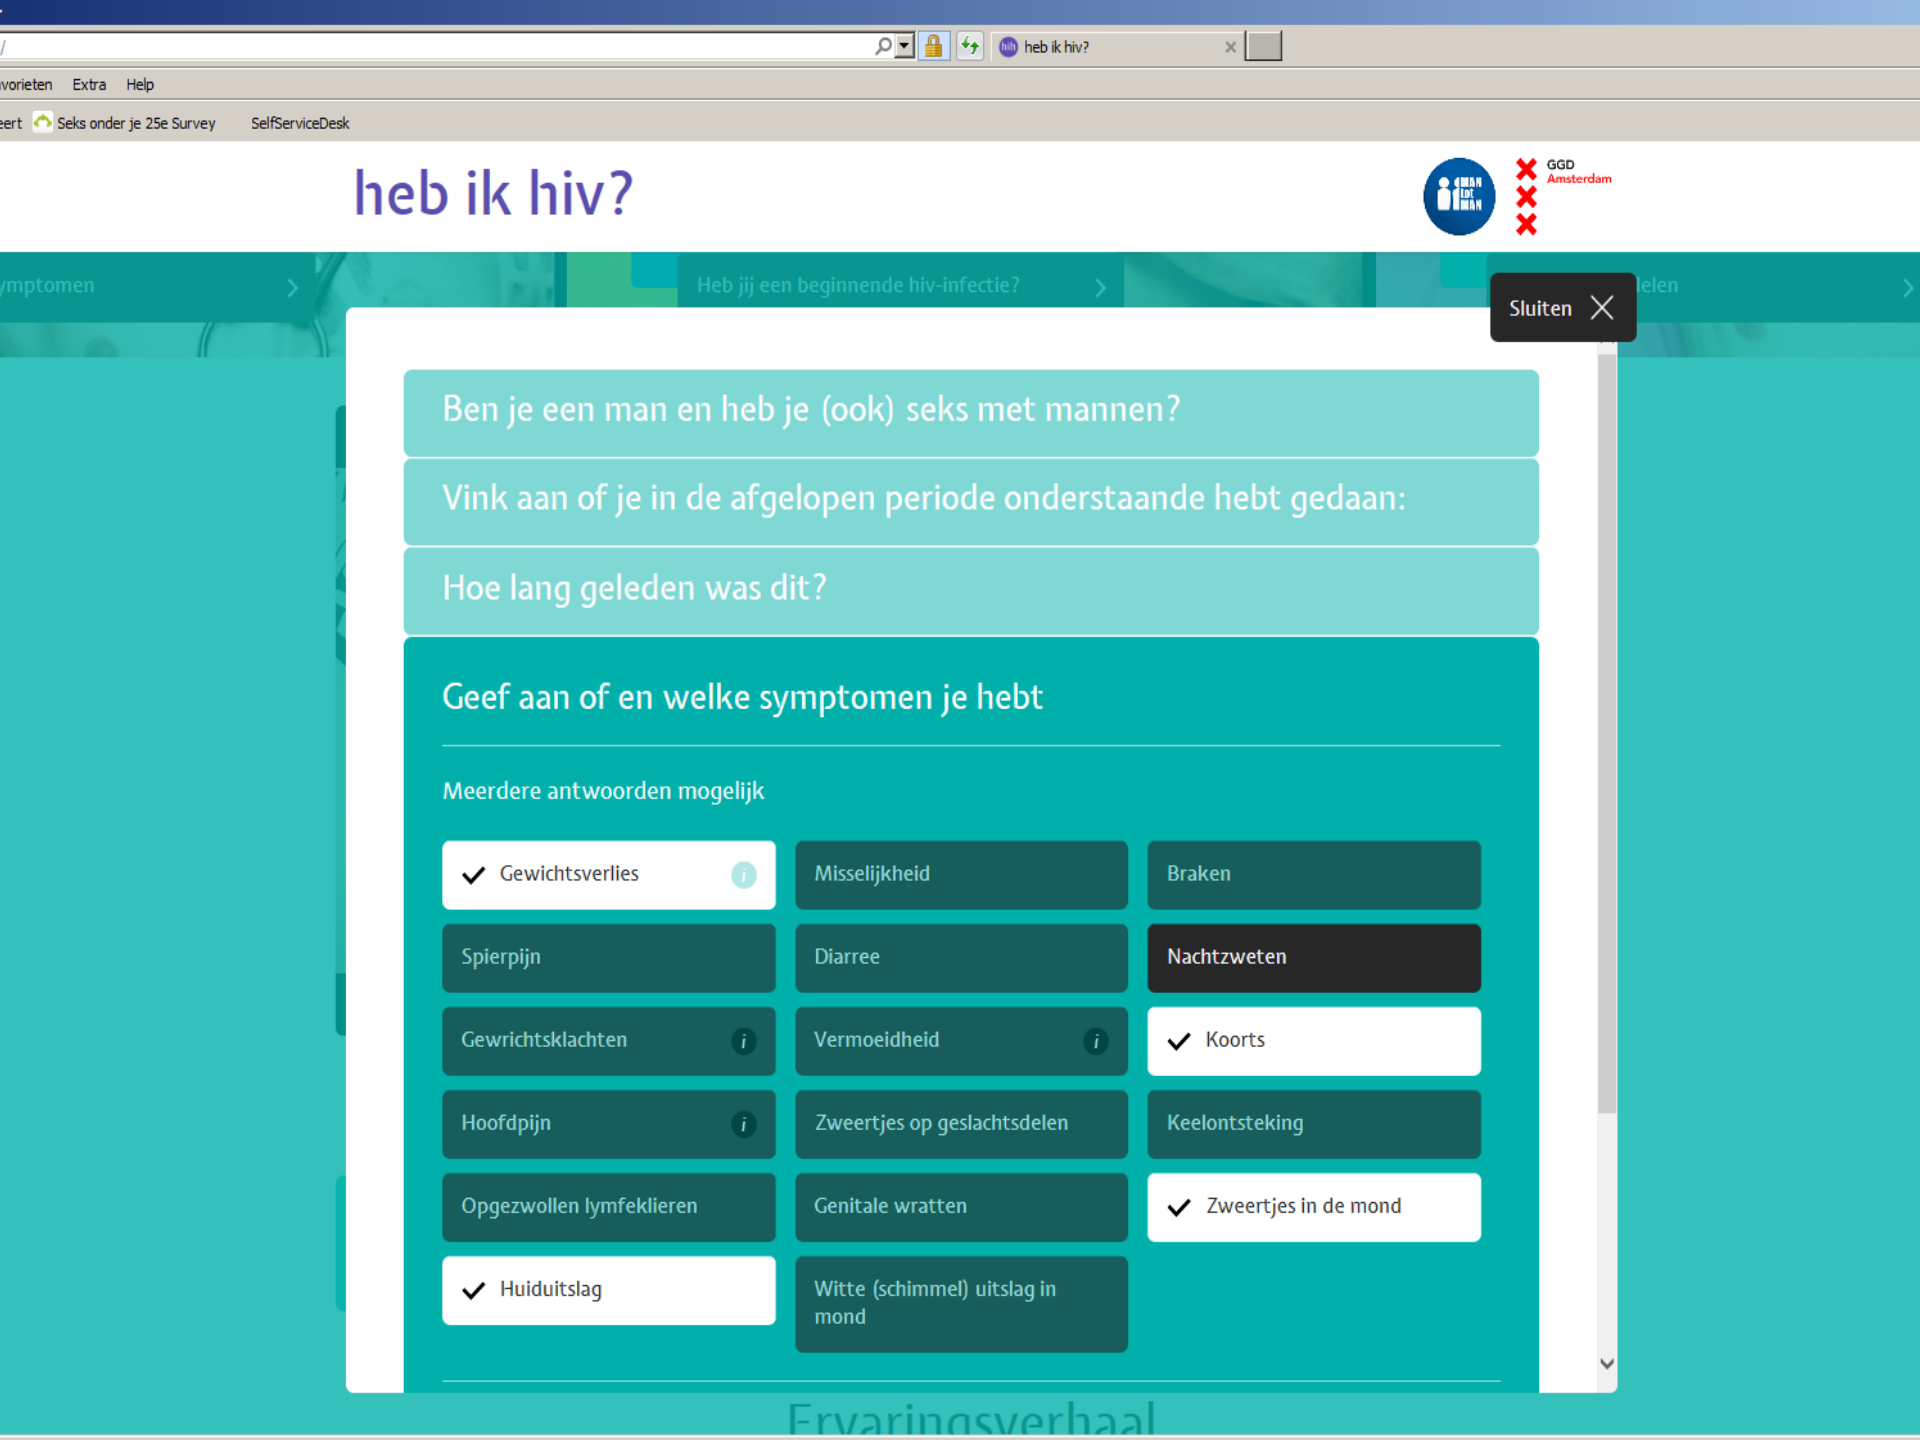 /
heb ik hiv?
Extra Help
Seks onder je 25e Survey SelfServiceDesk
heb ik hiv?
MAN tot MAN
GGD
Amsterdam
Heb jij een beginnende hiv-infectie?
Sluiten
Ben je een man en heb je (ook) seks met mannen?
Vink aan of je in de afgelopen periode onderstaande hebt gedaan:
Hoe lang geleden was dit?
Geef aan of en welke symptomen je hebt
Meerdere antwoorden mogelijk
Gewichtsverlies i Misselijkheid Braken
Spierpijn Diarree Nachtzweten
Gewrichtsklachten i Vermoeidheid i Koorts
Hoofdpijn i Zweertjes op geslachtsdelen Keelontsteking
Opgezwollen lymfeklieren Genitale wratten Zweertjes in de mond
Huiduitslag Witte (schimmel) uitslag in
mond
Ervaringsverhaal